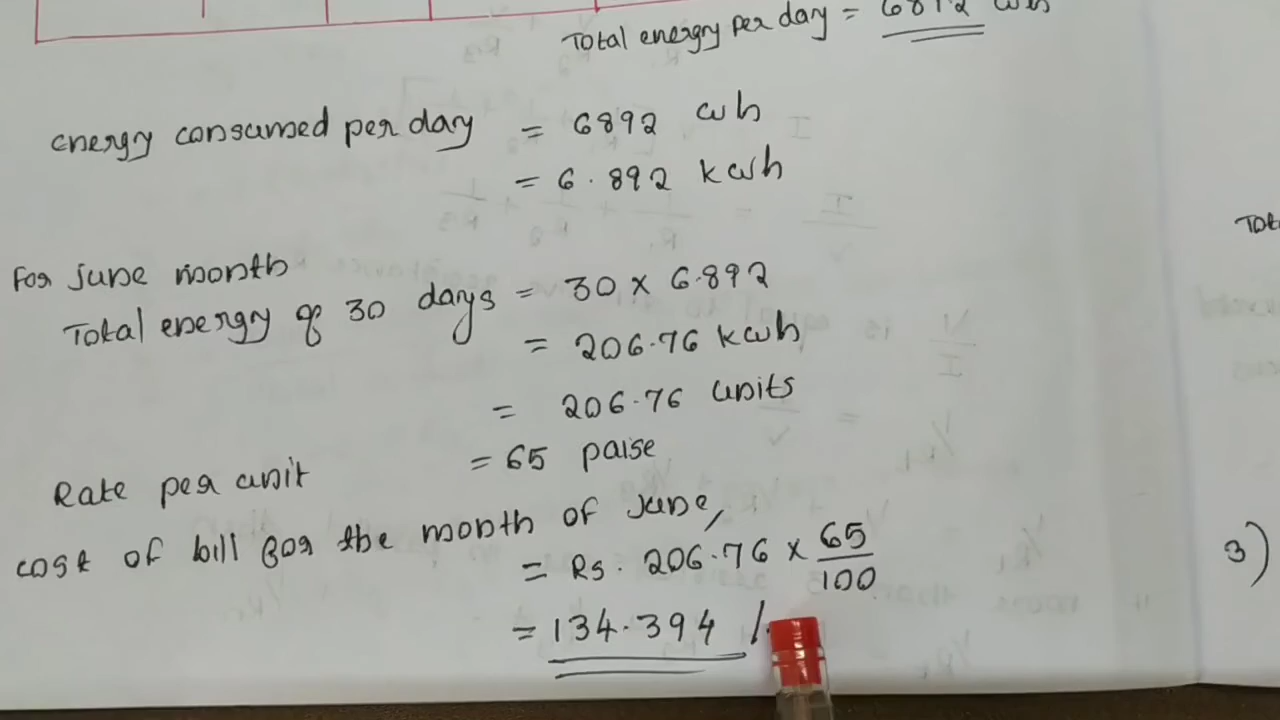 Total energy per day = 6892 wh
energy consumed per day = 6892 wh
= 6.892 kwh
For june month
Total energy of 30 days = 30 × 6.892
= 206.76 kwh
= 206.76 units
Rate per unit = 65 paise
cost of bill for the month of June,
= Rs. 206.76 × 65/100
= 134.394 /.
3)